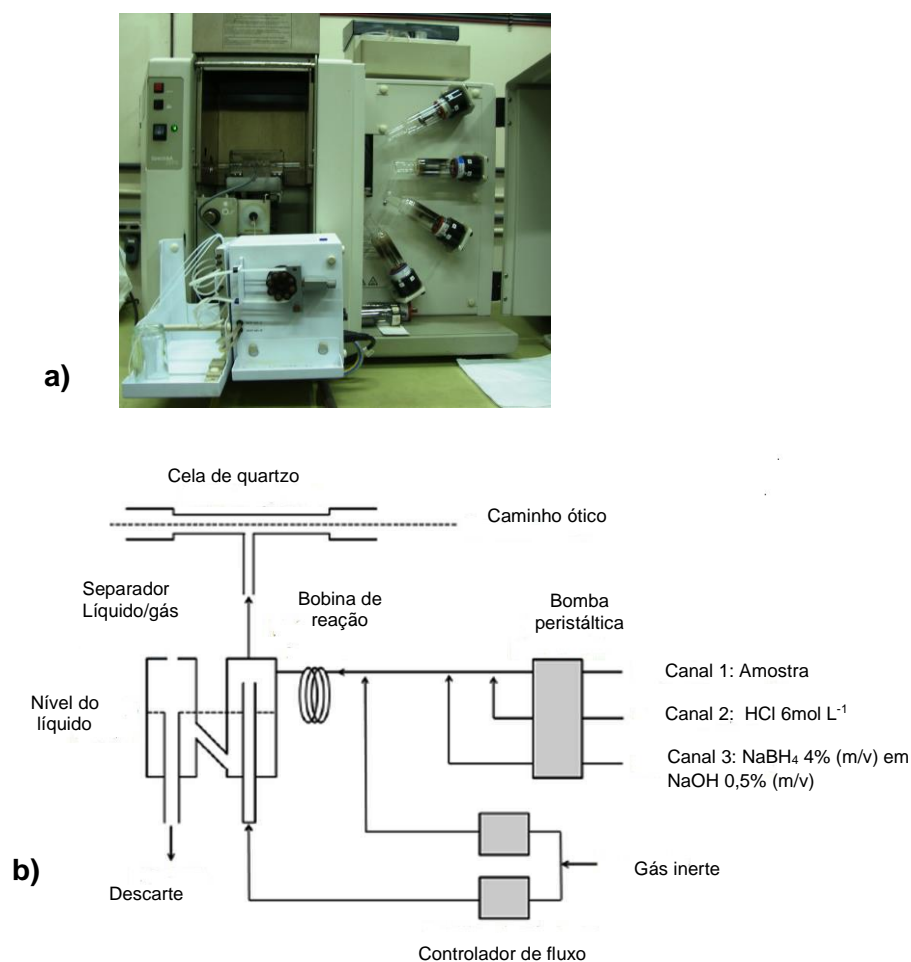 a)
Cela de quartzo
Caminho ótico
Separador
Líquido/gás
Bobina de
reação
Bomba
peristáltica
Canal 1: Amostra
Nível do
líquido
Canal 2: HCl 6mol L⁻¹
Canal 3: NaBH₄ 4% (m/v) em
NaOH 0,5% (m/v)
b)
Gás inerte
Descarte
Controlador de fluxo